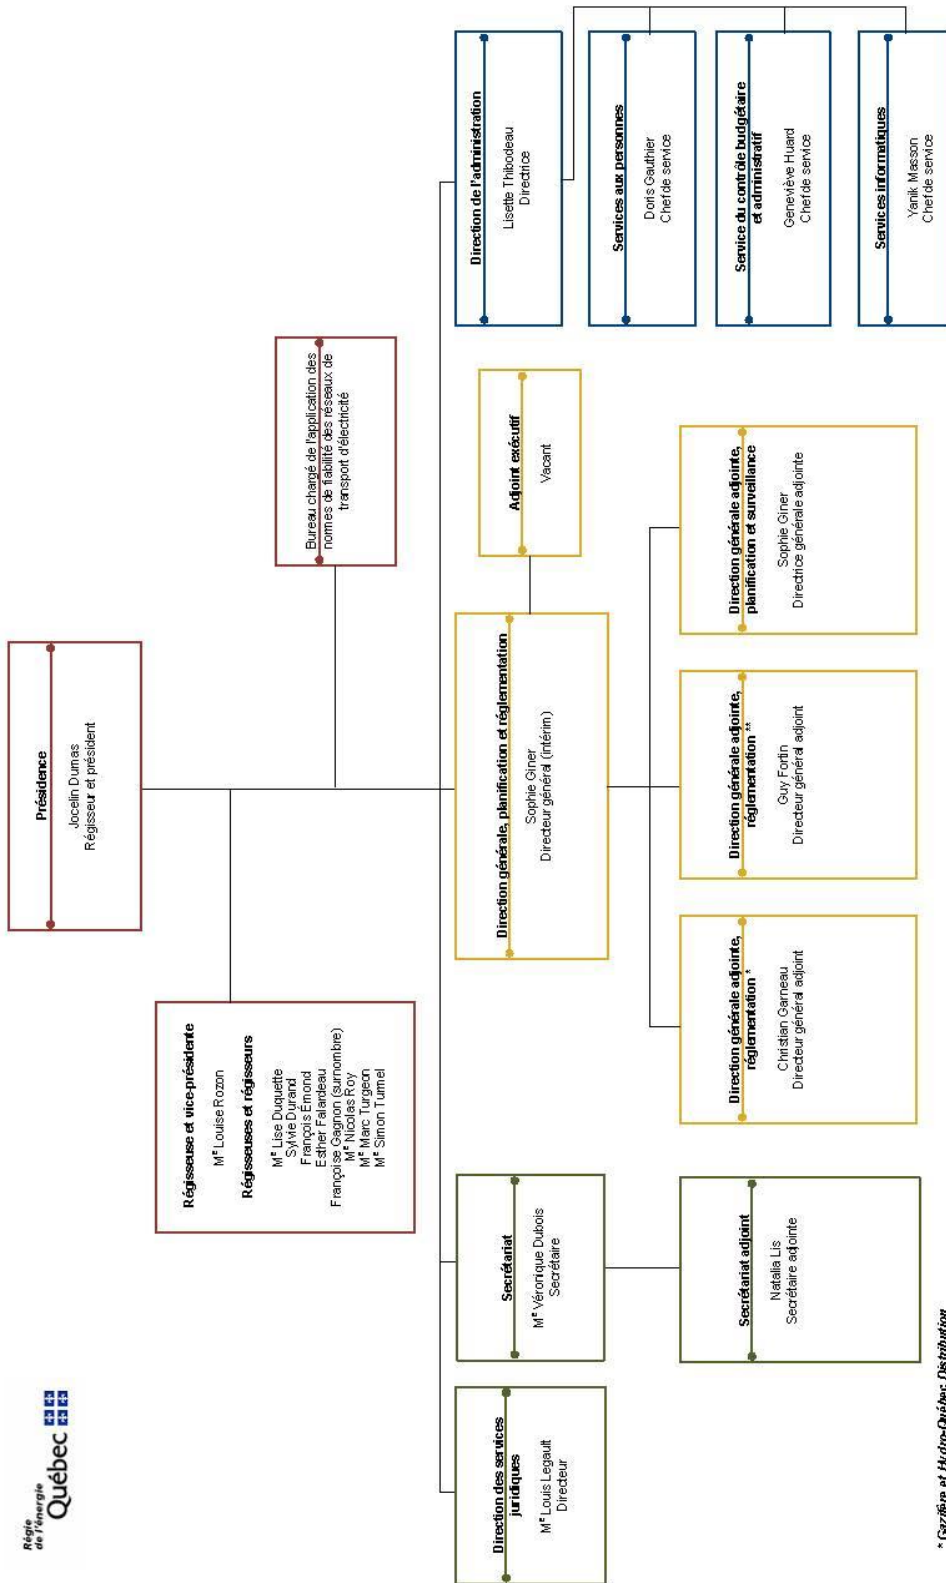 Régie
de l'énergie
Québec
Présidence
Jocelin Dumas
Régisseur et président
Régisseuse et vice-présidente
Mᴱ Louise Rozon
Régisseuses et régisseurs
Mᴱ Lise Duquette
Sylvie Durand
François Émond
Esther Falardeau
Françoise Gagnon (surnombre)
Mᴱ Nicolas Roy
Mᴱ Marc Turgeon
Mᴱ Simon Turmel
Bureau chargé de l'application des
normes de fiabilité des réseaux de
transport d'électricité
Direction des services
juridiques
Mᴱ Louis Legault
Directeur
Secrétariat
Mᴱ Véronique Dubois
Secrétaire
Direction générale, planification et réglementation
Sophie Giner
Directeur général (intérim)
Adjoint exécutif
Vacant
Direction de l'administration
Lisette Thibodeau
Directrice
Secrétariat adjoint
Natalia Lis
Secrétaire adjointe
Direction générale adjointe,
réglementation *
Christian Garneau
Directeur général adjoint
Direction générale adjointe,
réglementation **
Guy Fortin
Directeur général adjoint
Direction générale adjointe,
planification et surveillance
Sophie Giner
Directrice générale adjointe
Services aux personnes
Doris Gauthier
Chef de service
Service du contrôle budgétaire
et administratif
Geneviève Huard
Chef de service
Services informatiques
Yanik Masson
Chef de service
* Gazifère et Hydro-Québec Distribution